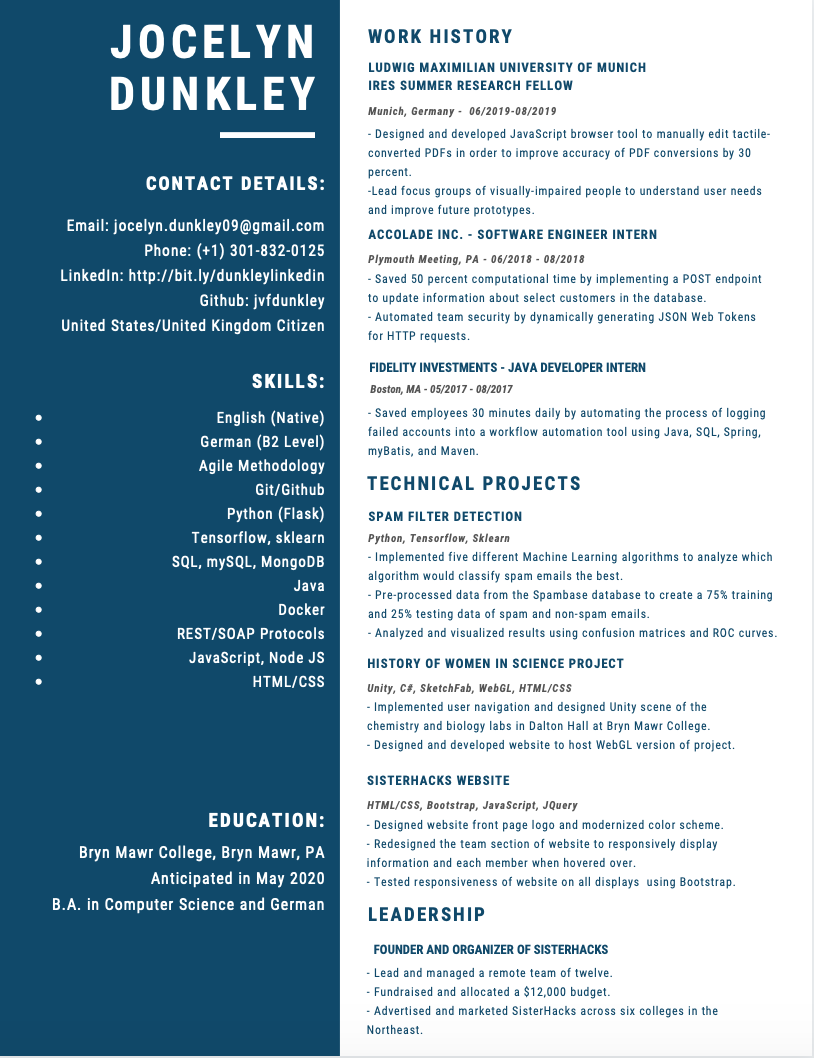 JOCELYN
DUNKLEY
CONTACT DETAILS:
Email: jocelyn.dunkley09@gmail.com
Phone: (+1) 301-832-0125
LinkedIn: http://bit.ly/dunkleylinkedin
Github: jvfdunkley
United States/United Kingdom Citizen
SKILLS:
• English (Native)
• German (B2 Level)
• Agile Methodology
• Git/Github
• Python (Flask)
• Tensorflow, sklearn
• SQL, mySQL, MongoDB
• Java
• Docker
• REST/SOAP Protocols
• JavaScript, Node JS
• HTML/CSS
EDUCATION:
Bryn Mawr College, Bryn Mawr, PA
Anticipated in May 2020
B.A. in Computer Science and German
WORK HISTORY
LUDWIG MAXIMILIAN UNIVERSITY OF MUNICH
IRES SUMMER RESEARCH FELLOW
Munich, Germany - 06/2019-08/2019
- Designed and developed JavaScript browser tool to manually edit tactile-
converted PDFs in order to improve accuracy of PDF conversions by 30
percent.
-Lead focus groups of visually-impaired people to understand user needs
and improve future prototypes.
ACCOLADE INC. - SOFTWARE ENGINEER INTERN
Plymouth Meeting, PA - 06/2018 - 08/2018
- Saved 50 percent computational time by implementing a POST endpoint
to update information about select customers in the database.
- Automated team security by dynamically generating JSON Web Tokens
for HTTP requests.
FIDELITY INVESTMENTS - JAVA DEVELOPER INTERN
Boston, MA - 05/2017 - 08/2017
- Saved employees 30 minutes daily by automating the process of logging
failed accounts into a workflow automation tool using Java, SQL, Spring,
myBatis, and Maven.
TECHNICAL PROJECTS
SPAM FILTER DETECTION
Python, Tensorflow, Sklearn
- Implemented five different Machine Learning algorithms to analyze which
algorithm would classify spam emails the best.
- Pre-processed data from the Spambase database to create a 75% training
and 25% testing data of spam and non-spam emails.
- Analyzed and visualized results using confusion matrices and ROC curves.
HISTORY OF WOMEN IN SCIENCE PROJECT
Unity, C#, SketchFab, WebGL, HTML/CSS
- Implemented user navigation and designed Unity scene of the
chemistry and biology labs in Dalton Hall at Bryn Mawr College.
- Designed and developed website to host WebGL version of project.
SISTERHACKS WEBSITE
HTML/CSS, Bootstrap, JavaScript, JQuery
- Designed website front page logo and modernized color scheme.
- Redesigned the team section of website to responsively display
information and each member when hovered over.
- Tested responsiveness of website on all displays using Bootstrap.
LEADERSHIP
FOUNDER AND ORGANIZER OF SISTERHACKS
- Lead and managed a remote team of twelve.
- Fundraised and allocated a $12,000 budget.
- Advertised and marketed SisterHacks across six colleges in the
Northeast.